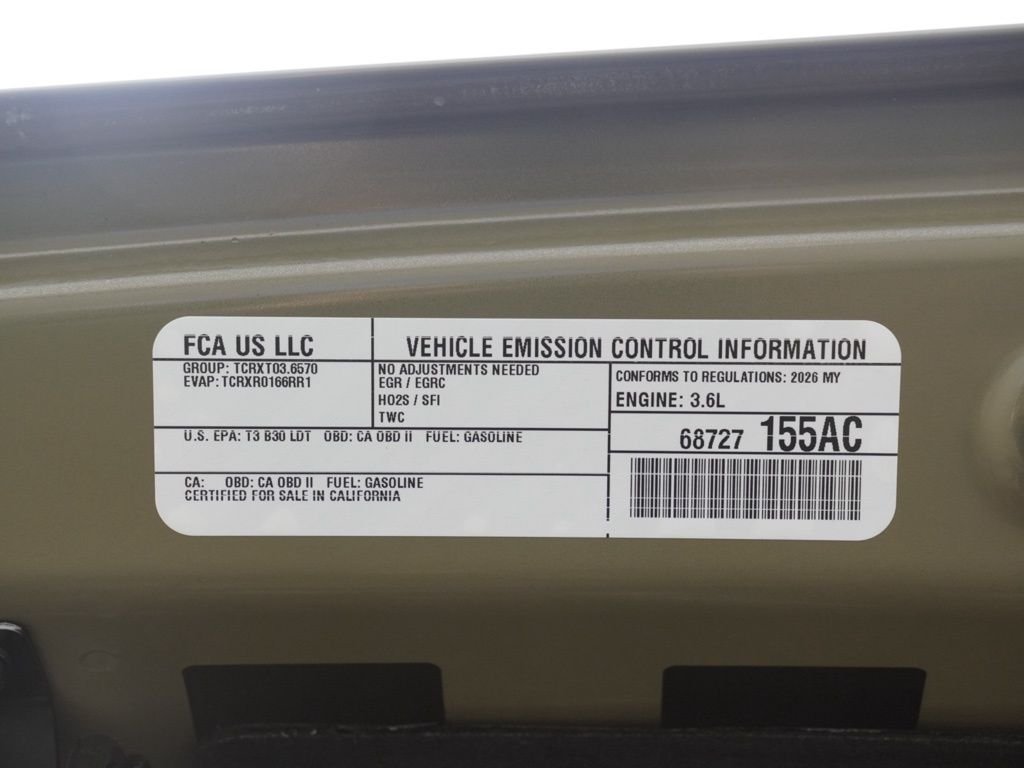 FCA US LLC
VEHICLE EMISSION CONTROL INFORMATION
GROUP: TCRXT03.6570
EVAP: TCRXR0166RR1
NO ADJUSTMENTS NEEDED
EGR / EGRC
HO2S / SFI
TWC
CONFORMS TO REGULATIONS: 2026 MY
ENGINE: 3.6L
68727 155AC
U.S. EPA: T3 B30 LDT OBD: CA OBD II FUEL: GASOLINE
CA: OBD: CA OBD II FUEL: GASOLINE
CERTIFIED FOR SALE IN CALIFORNIA